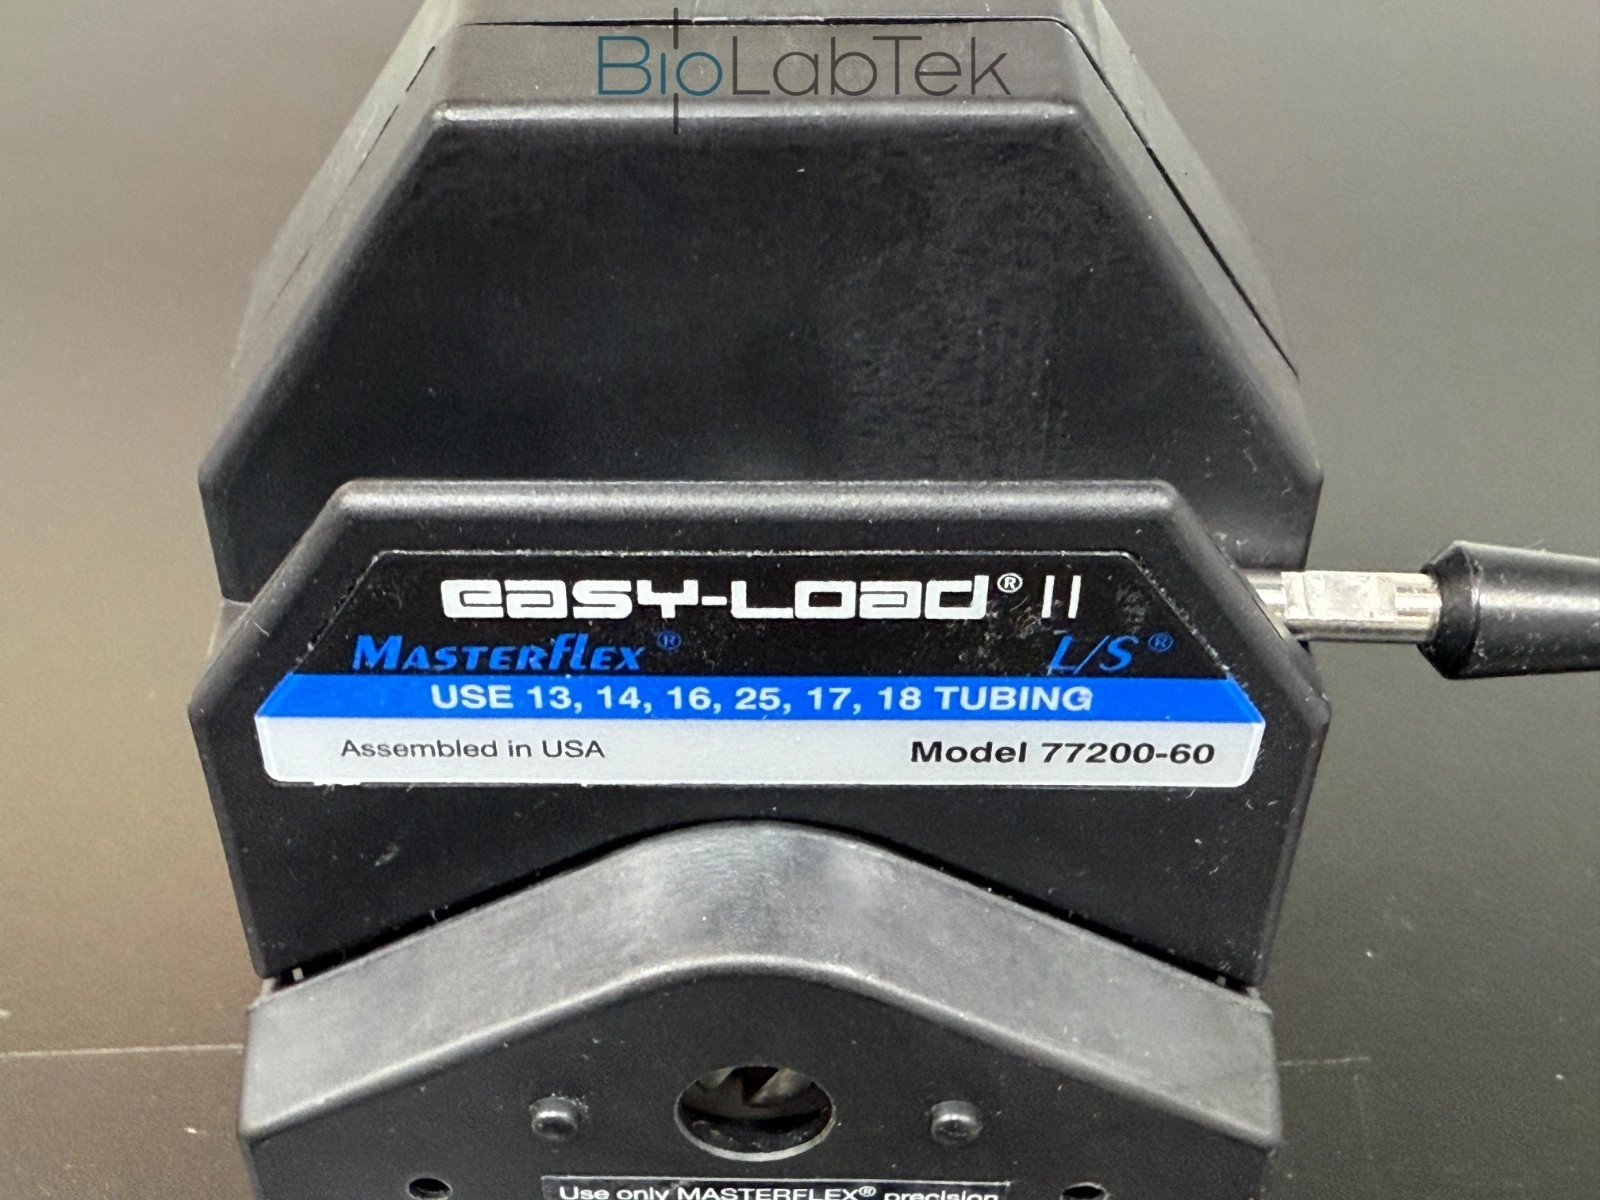 BioLabTek
easy-Load® II
MASTERFLEX® L/S®
USE 13, 14, 16, 25, 17, 18 TUBING
Assembled in USA Model 77200-60
Use only MASTERFLEX® precision